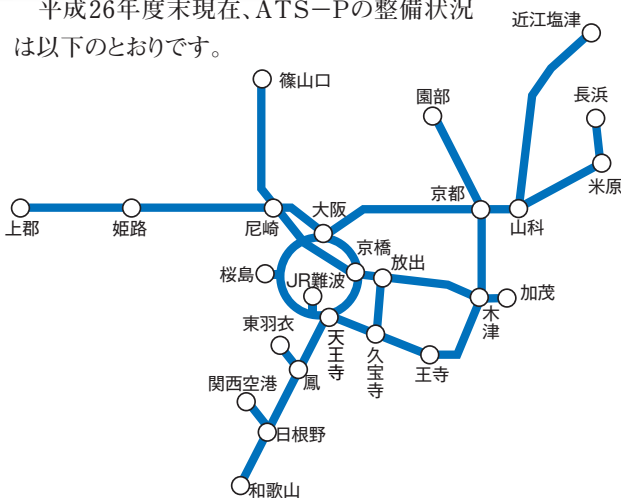 平成26年度末現在、ATS−Pの整備状況
は以下のとおりです。
近江塩津
篠山口
園部
長浜
米原
京都
山科
上郡
姫路
尼崎
大阪
京橋
放出
桜島
JR難波
加茂
木津
東羽衣
天王寺
久宝寺
王寺
鳳
関西空港
日根野
和歌山